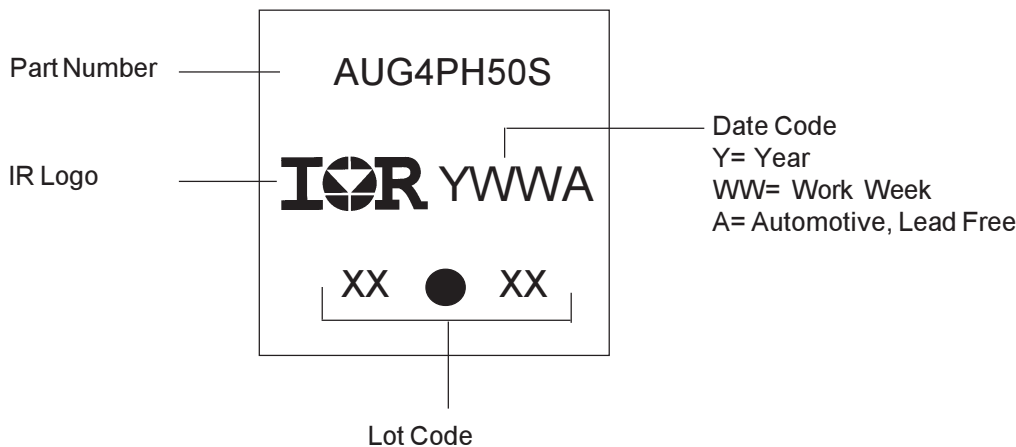 Part Number
AUG4PH50S
IR Logo
IOR YWWA
Date Code
Y= Year
WW= Work Week
A= Automotive, Lead Free
XX ● XX
Lot Code